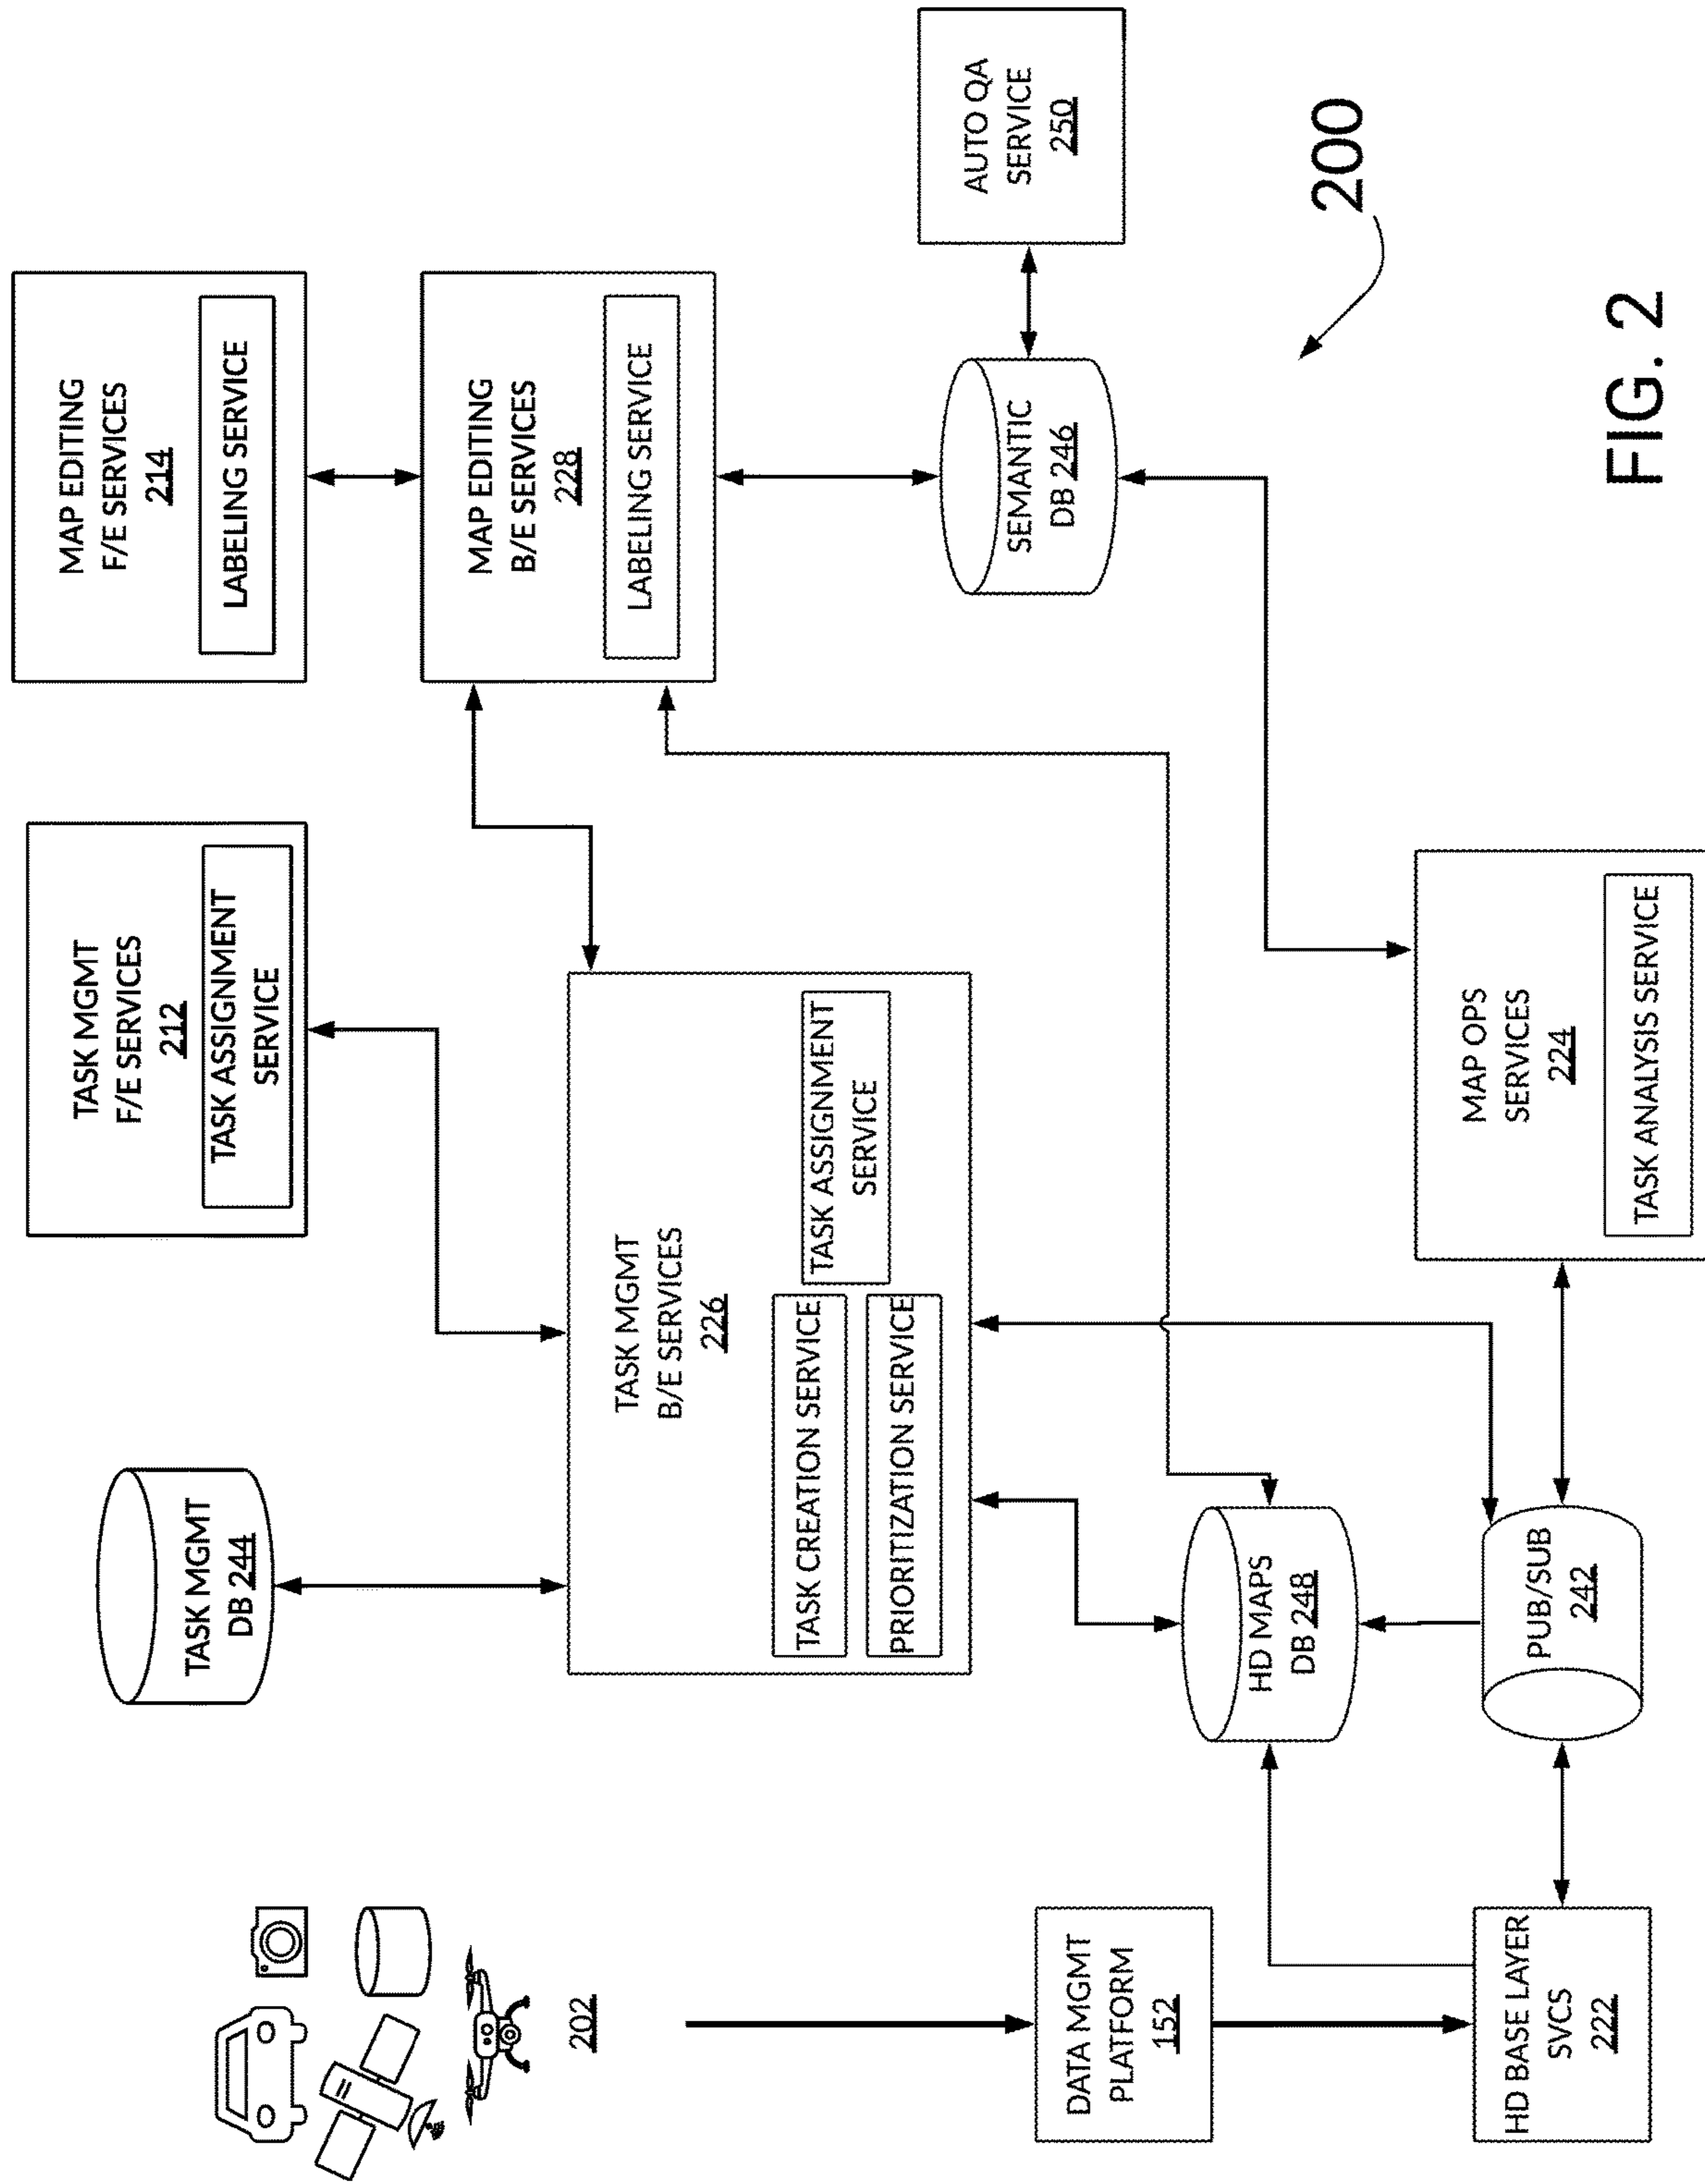 202
DATA MGMT
PLATFORM
152
HD BASE LAYER
SVCS
222
TASK MGMT
DB 244
HD MAPS
DB 248
PUB/SUB
242
TASK MGMT
B/E SERVICES
226
TASK CREATION SERVICE
PRIORITIZATION SERVICE
TASK ASSIGNMENT
SERVICE
TASK MGMT
F/E SERVICES
212
TASK ASSIGNMENT
SERVICE
MAP OPS
SERVICES
224
TASK ANALYSIS SERVICE
MAP EDITING
F/E SERVICES
214
LABELING SERVICE
MAP EDITING
B/E SERVICES
228
LABELING SERVICE
SEMANTIC
DB 246
AUTO QA
SERVICE
250
200
FIG. 2